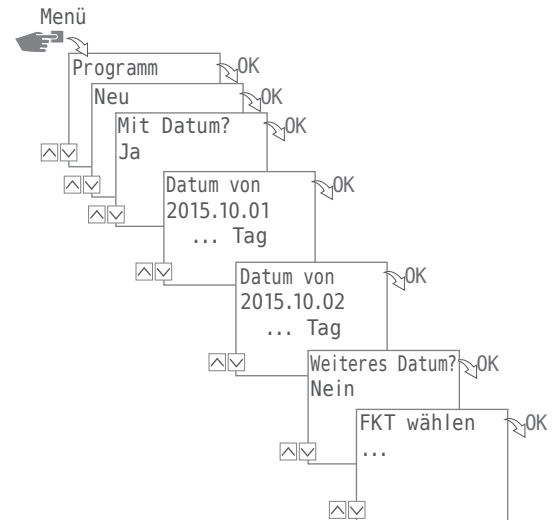 Menü
Programm
OK
Neu
OK
Mit Datum?
OK
Ja
Datum von
OK
2015.10.01
... Tag
Datum von
OK
2015.10.02
... Tag
Weiteres Datum?
OK
Nein
FKT wählen
OK
...